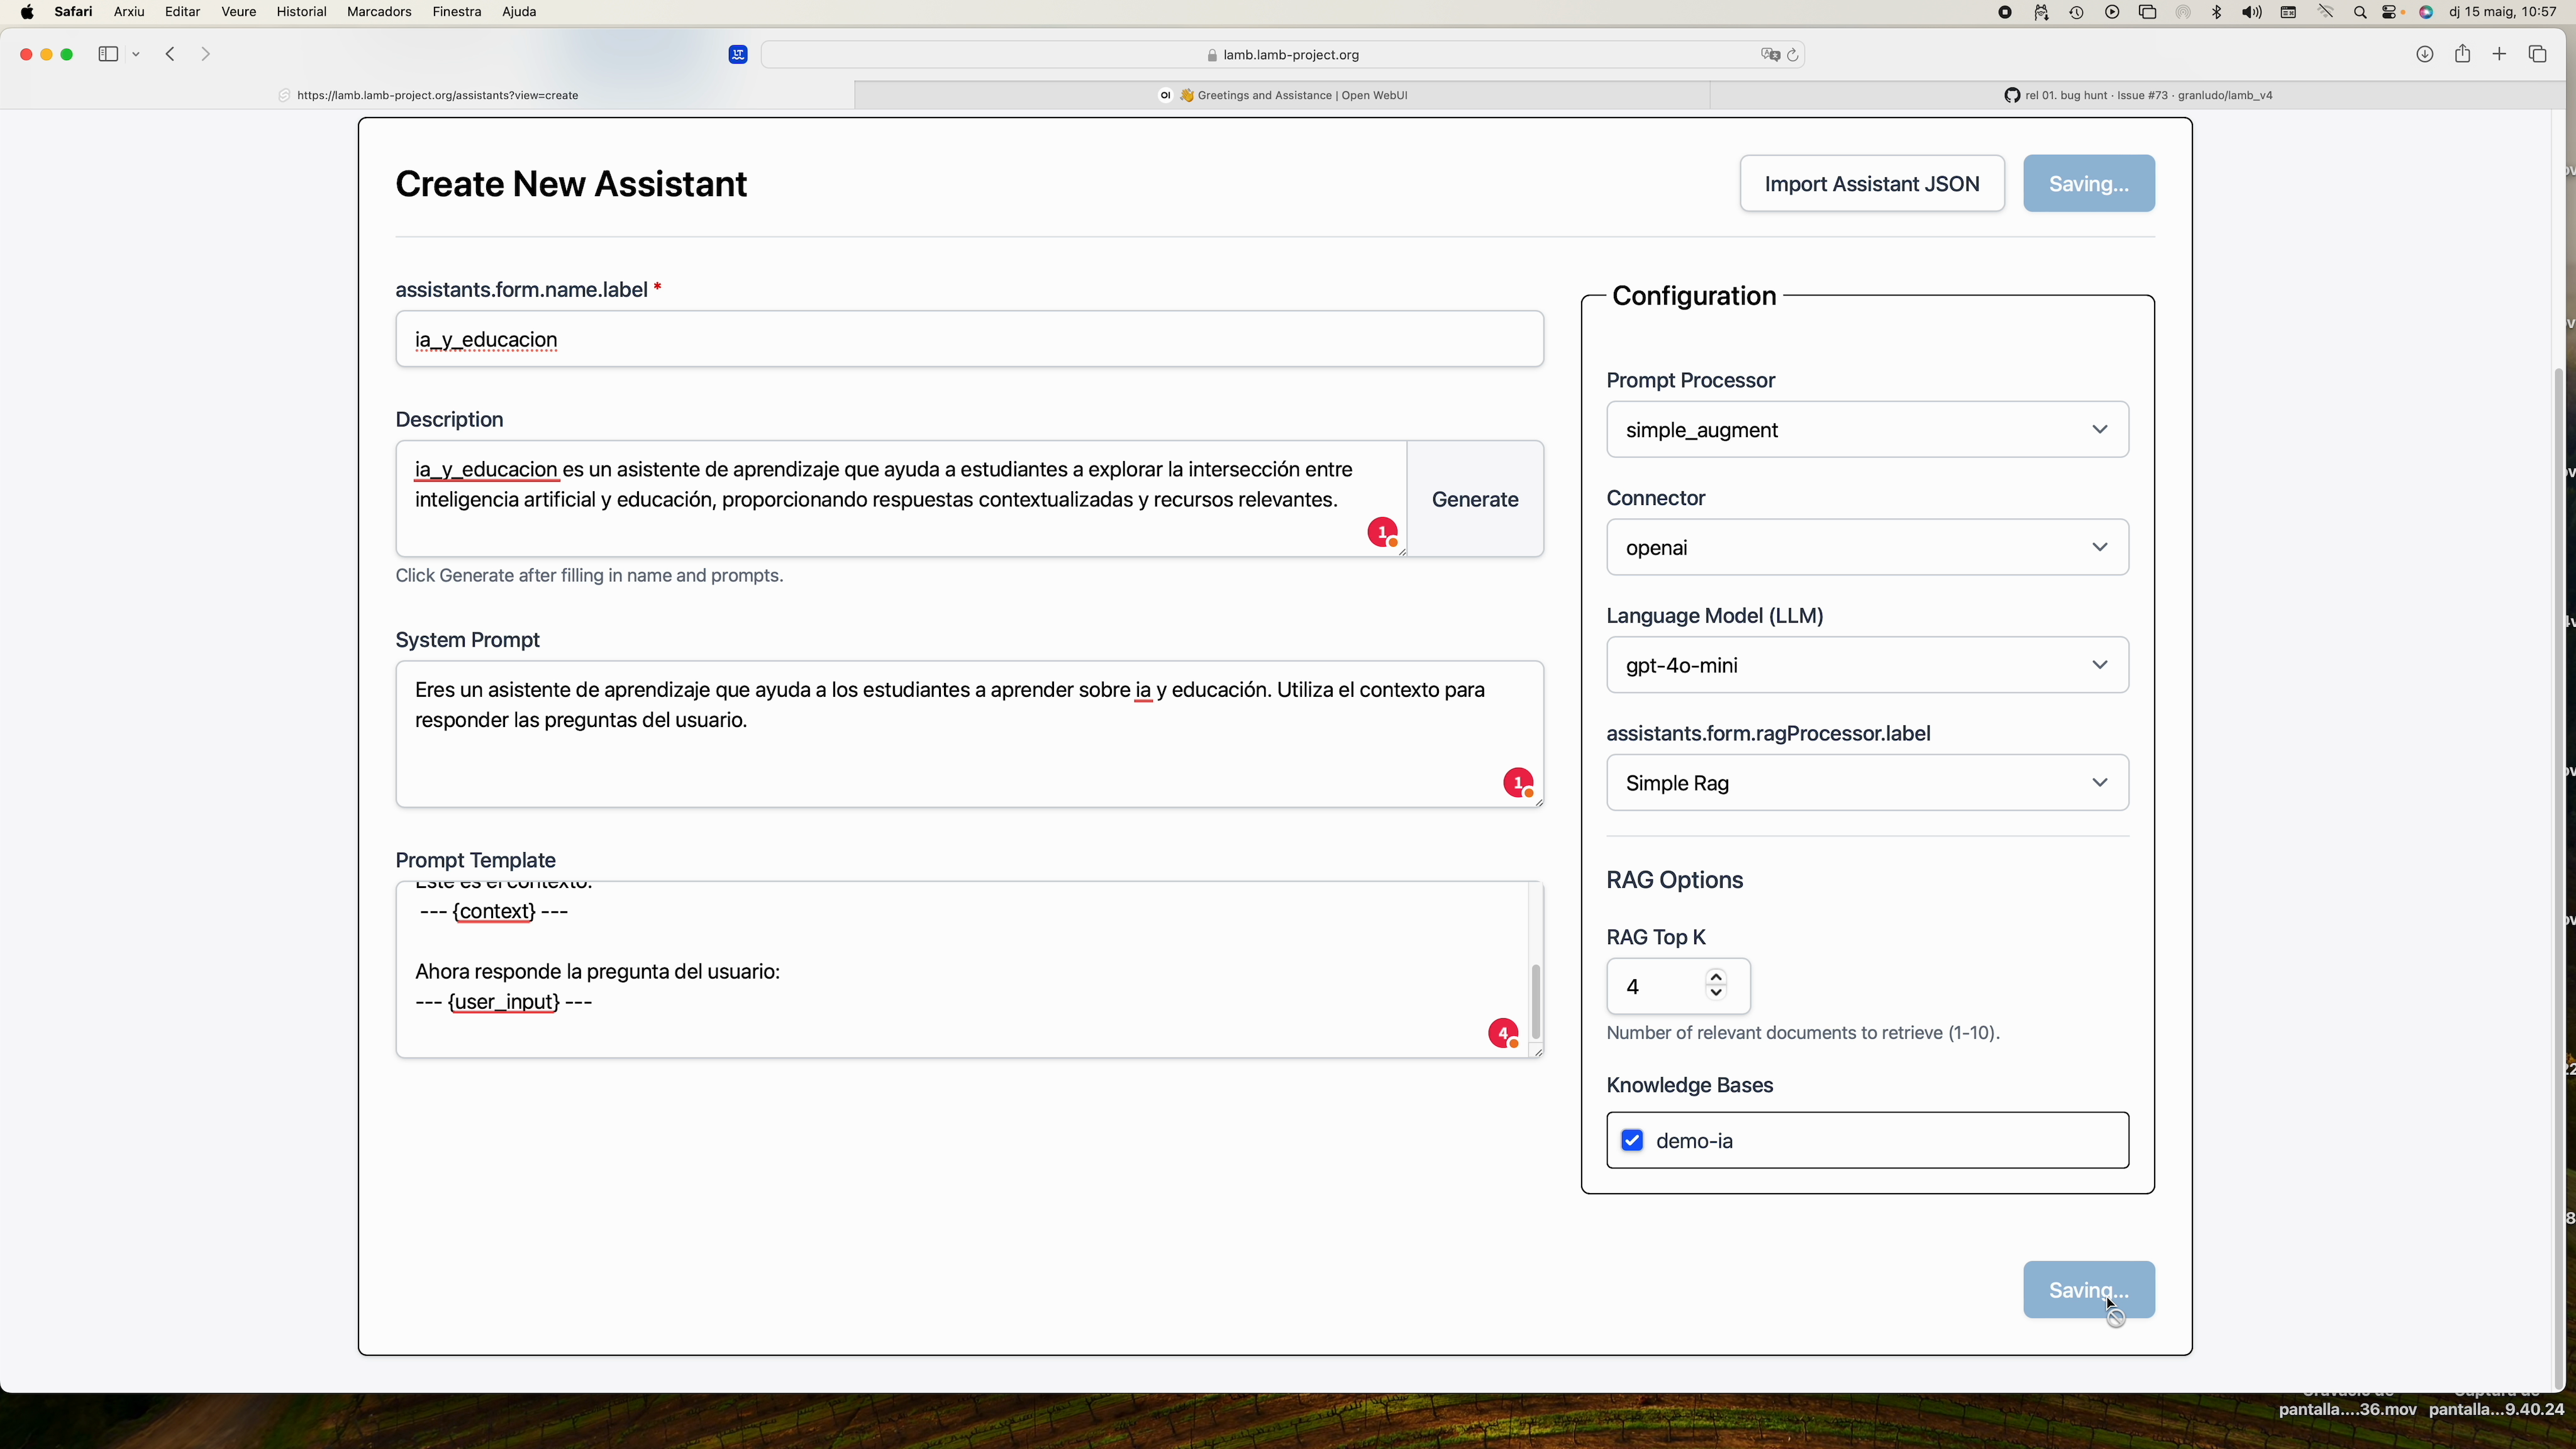 Safari Arxiu Editar Veure Historial Marcadors Finestra Ajuda
dj 15 maig, 10:57
lamb.lamb-project.org
https://lamb.lamb-project.org/assistants?view=create
OI 👋 Greetings and Assistance | Open WebUI
rel 01. bug hunt · Issue #73 · granludo/lamb_v4
Create New Assistant
Import Assistant JSON
Saving...
assistants.form.name.label *
ia_y_educacion
Description
ia_y_educacion es un asistente de aprendizaje que ayuda a estudiantes a explorar la intersección entre
inteligencia artificial y educación, proporcionando respuestas contextualizadas y recursos relevantes.
1
Generate
Click Generate after filling in name and prompts.
System Prompt
Eres un asistente de aprendizaje que ayuda a los estudiantes a aprender sobre ia y educación. Utiliza el contexto para
responder las preguntas del usuario.
1
Prompt Template
Este es el contexto:
--- {context} ---
Ahora responde la pregunta del usuario:
--- {user_input} ---
4
Configuration
Prompt Processor
simple_augment
Connector
openai
Language Model (LLM)
gpt-4o-mini
assistants.form.ragProcessor.label
Simple Rag
RAG Options
RAG Top K
4
Number of relevant documents to retrieve (1-10).
Knowledge Bases
demo-ia
Saving...
pantalla....36.mov
pantalla...9.40.24